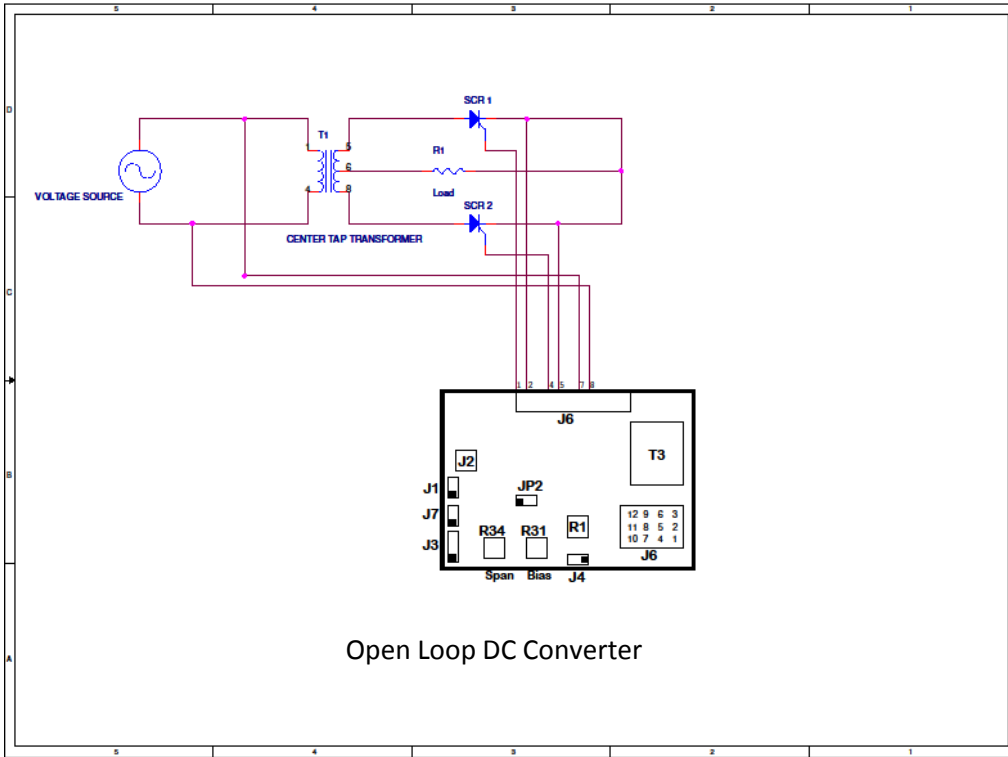 5 4 3 2 1
D
SCR 1
T1
1 5
R1
6
4 8
Load
VOLTAGE SOURCE
SCR 2
CENTER TAP TRANSFORMER
C
1 2 4 5 7 8
J6
T3
J2
B
J1
JP2
J7
12 9 6 3
R34 R31 R1
11 8 5 2
J3
10 7 4 1
J6
Span Bias J4
Open Loop DC Converter
A
5 4 3 2 1